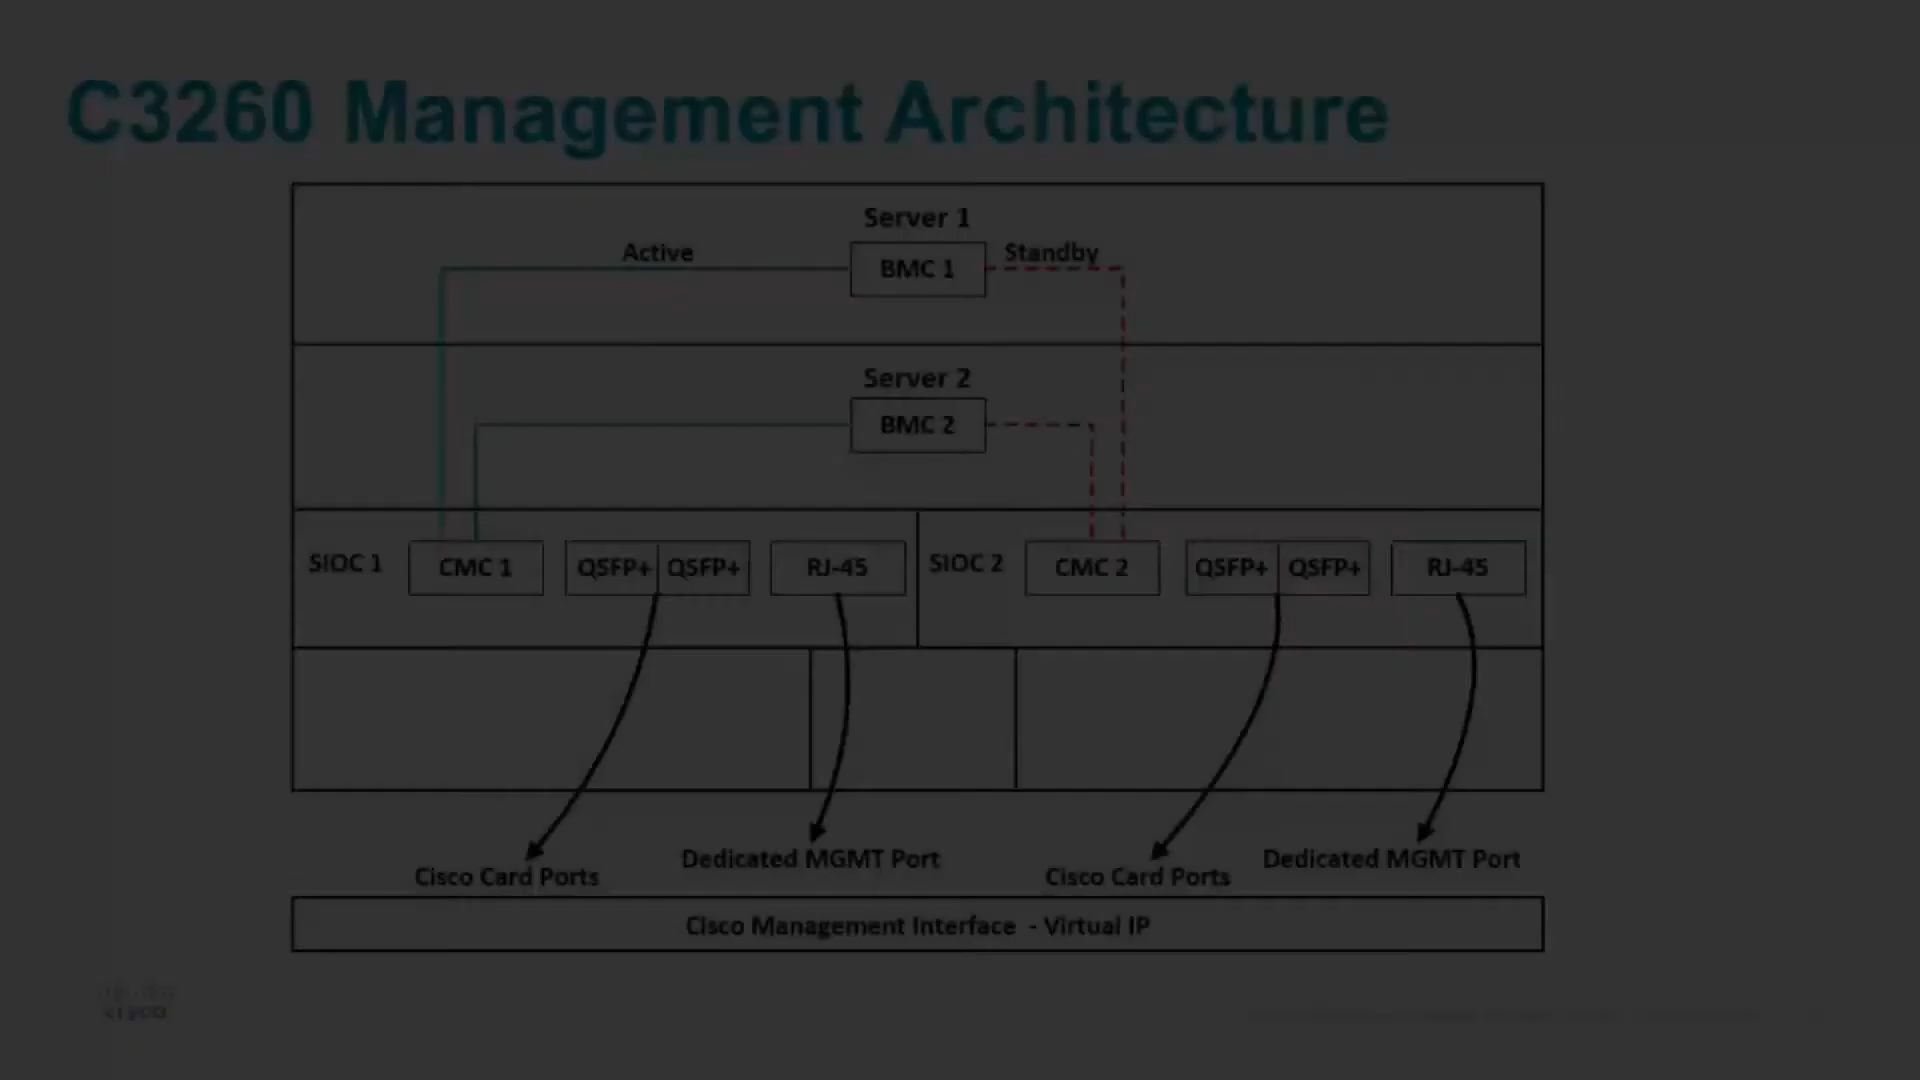 C3260 Management Architecture
Server 1
Active
BMC 1
Standby
Server 2
BMC 2
SIOC 1
CMC 1
QSFP+
QSFP+
RJ-45
SIOC 2
CMC 2
QSFP+
QSFP+
RJ-45
Cisco Card Ports
Dedicated MGMT Port
Cisco Card Ports
Dedicated MGMT Port
Cisco Management Interface - Virtual IP
CISCO